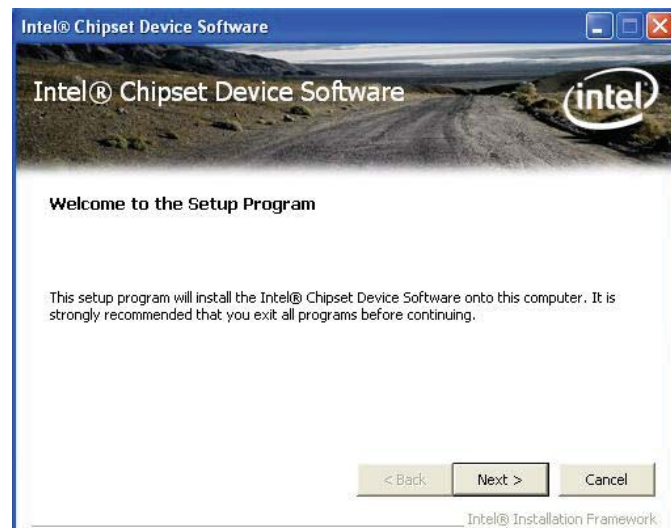 Intel® Chipset Device Software
Intel® Chipset Device Software
intel
Welcome to the Setup Program
This setup program will install the Intel® Chipset Device Software onto this computer. It is
strongly recommended that you exit all programs before continuing.
< Back Next > Cancel
Intel® Installation Framework